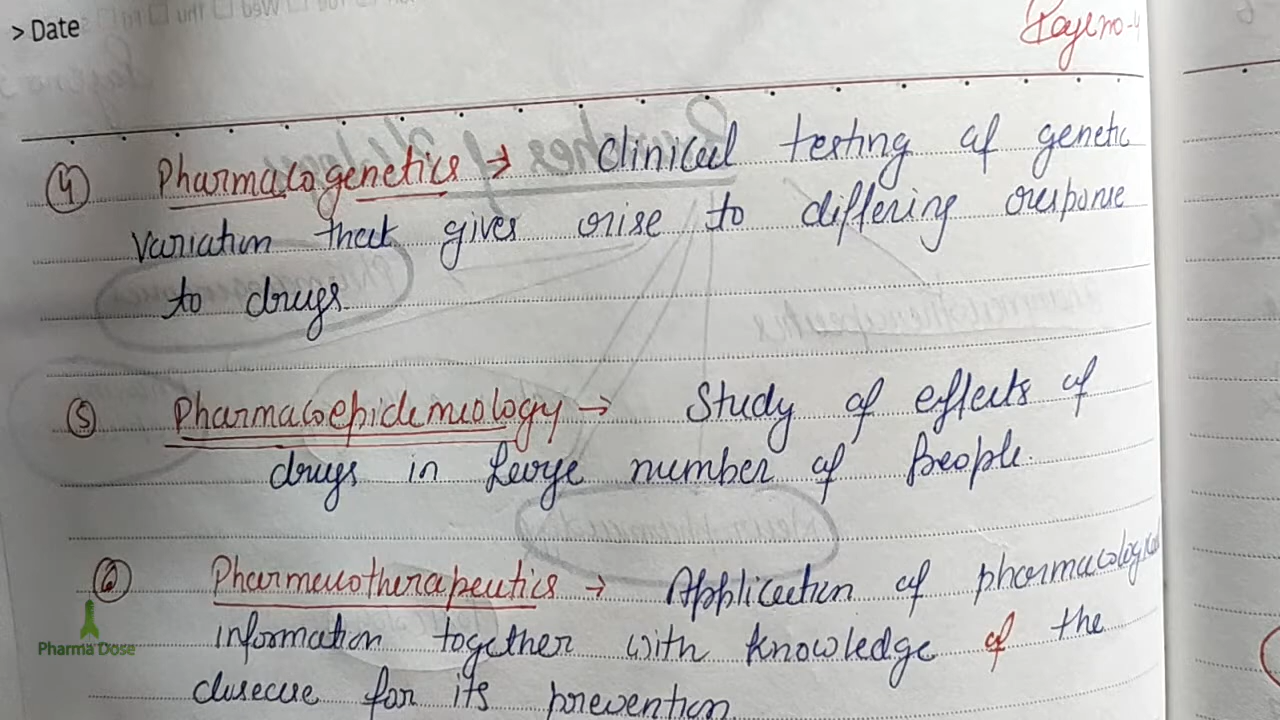 > Date
Page no-4
④ Pharmacogenetics → Clinical testing of genetic
variation that gives rise to differing response
to drugs.
⑤ Pharmacoepidemiology → Study of effects of
drugs in large number of People.
⑥ Pharmacotherapeutics → Application of pharmacological
information together with knowledge of the
disease for its prevention
Pharma Dose